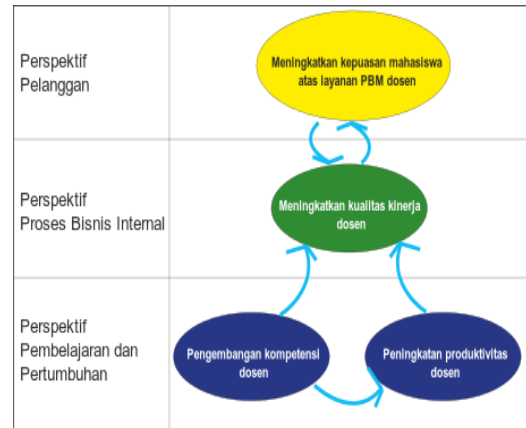 Perspektif
Pelanggan
Meningkatkan kepuasan mahasiswa
atas layanan PBM dosen
Perspektif
Proses Bisnis Internal
Meningkatkan kualitas kinerja
dosen
Perspektif
Pembelajaran dan
Pertumbuhan
Pengembangan kompetensi
dosen
Peningkatan produktivitas
dosen